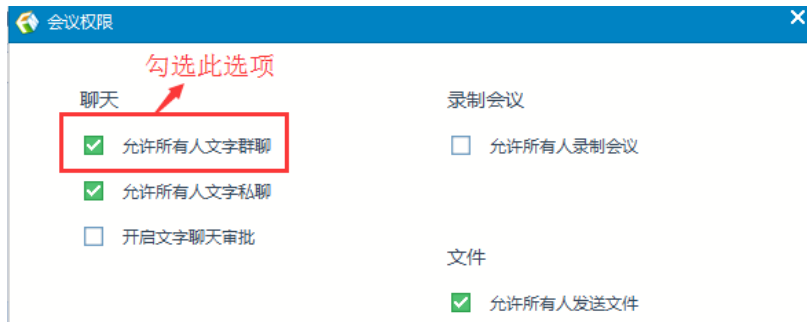 会议权限
勾选此选项
聊天
允许所有人文字群聊
允许所有人文字私聊
开启文字聊天审批
录制会议
允许所有人录制会议
文件
允许所有人发送文件